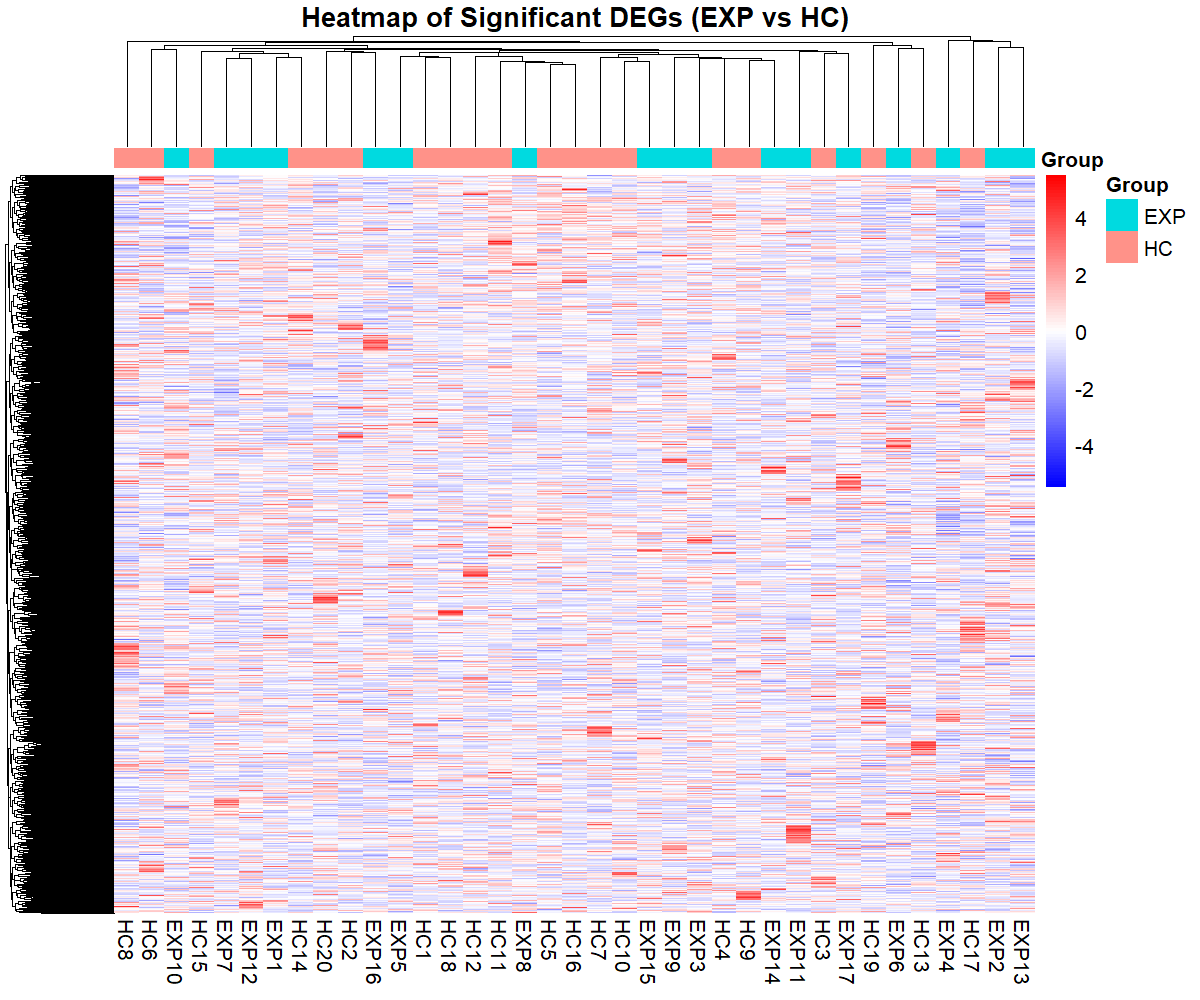 Heatmap of Significant DEGs (EXP vs HC)
Group
4
2
0
-2
-4
Group
EXP
HC
HC8
HC6
EXP10
HC15
EXP7
EXP12
EXP1
HC14
HC20
HC2
EXP16
EXP5
HC1
HC18
HC12
HC11
EXP8
HC5
HC16
HC7
HC10
EXP15
EXP9
EXP3
HC4
HC9
EXP14
EXP11
HC3
EXP17
HC19
EXP6
HC13
EXP4
HC17
EXP2
EXP13